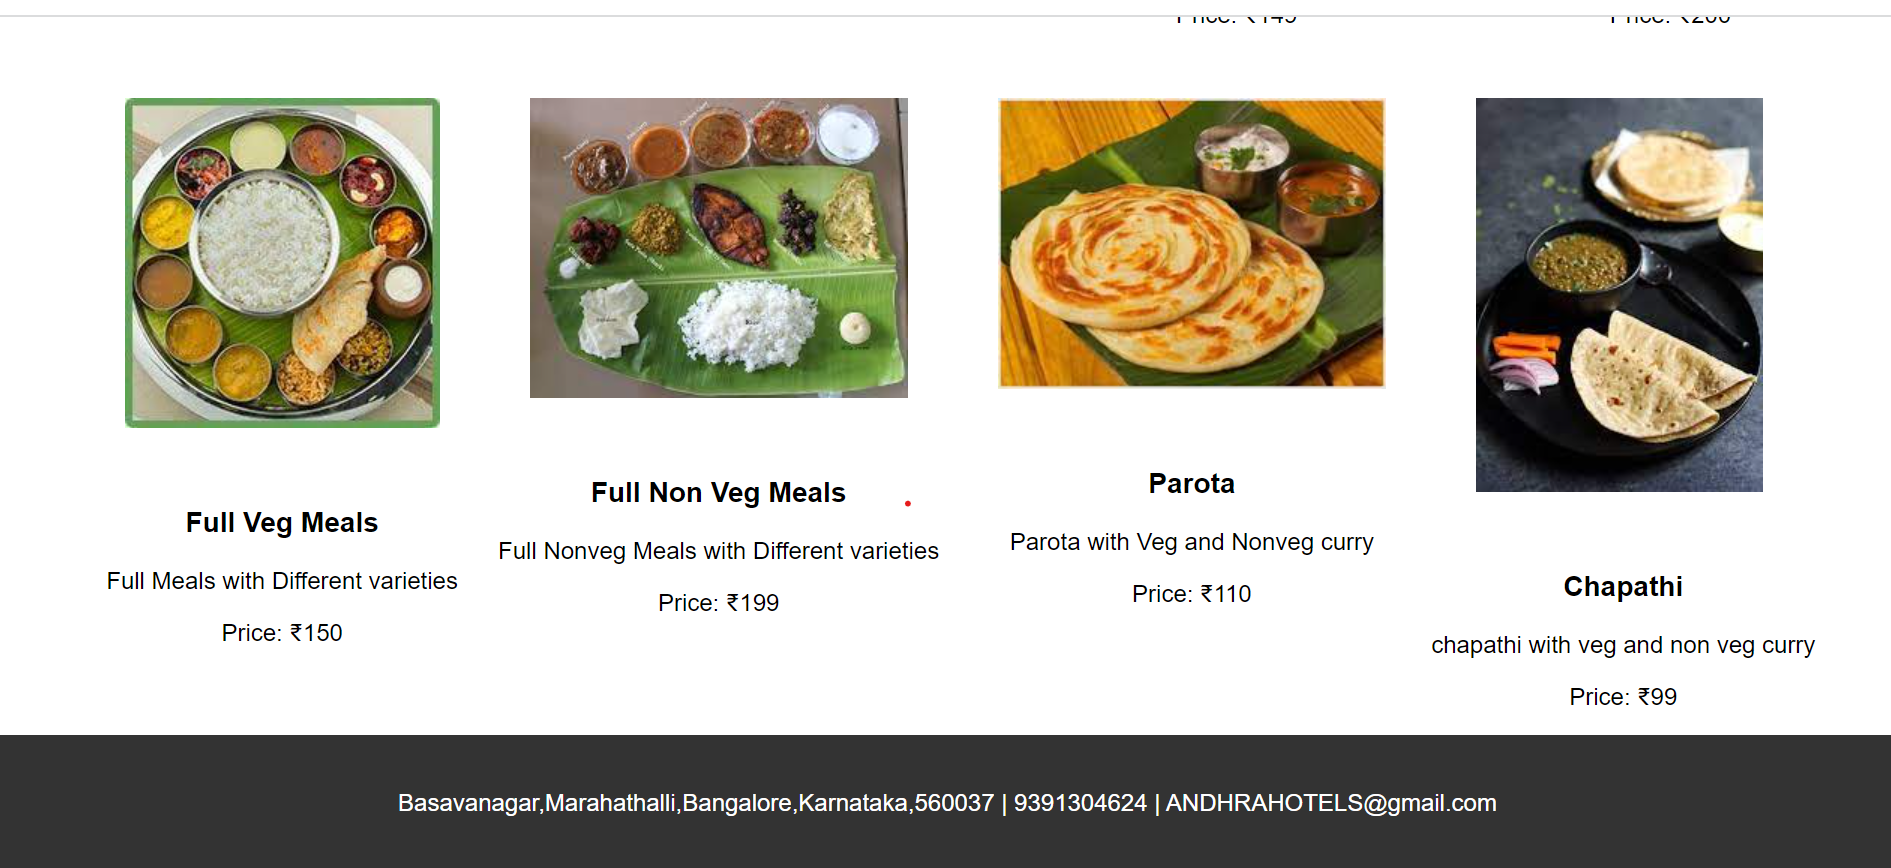 Price: ₹149
Price: ₹200
Full Veg Meals
Full Meals with Different varieties
Price: ₹150
Full Non Veg Meals
Full Nonveg Meals with Different varieties
Price: ₹199
Parota
Parota with Veg and Nonveg curry
Price: ₹110
Chapathi
chapathi with veg and non veg curry
Price: ₹99
Basavanagar,Marahathalli,Bangalore,Karnataka,560037 | 9391304624 | ANDHRAHOTELS@gmail.com